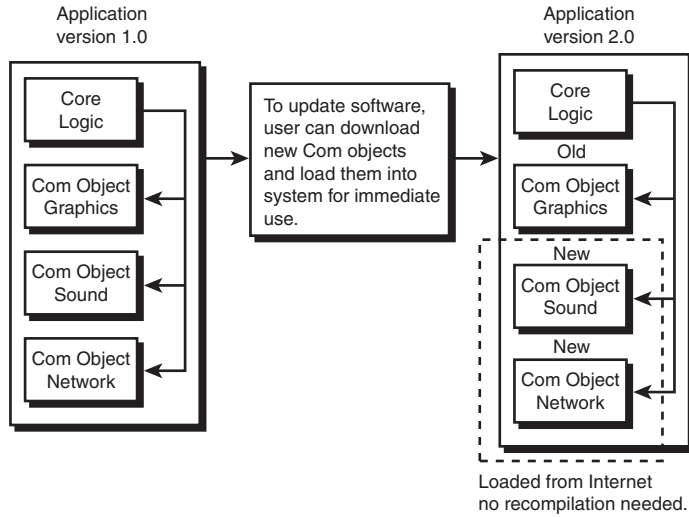 Application
version 1.0
Core
Logic
Com Object
Graphics
Com Object
Sound
Com Object
Network
To update software,
user can download
new Com objects
and load them into
system for immediate
use.
Application
version 2.0
Core
Logic
Old
Com Object
Graphics
New
Com Object
Sound
New
Com Object
Network
Loaded from Internet
no recompilation needed.